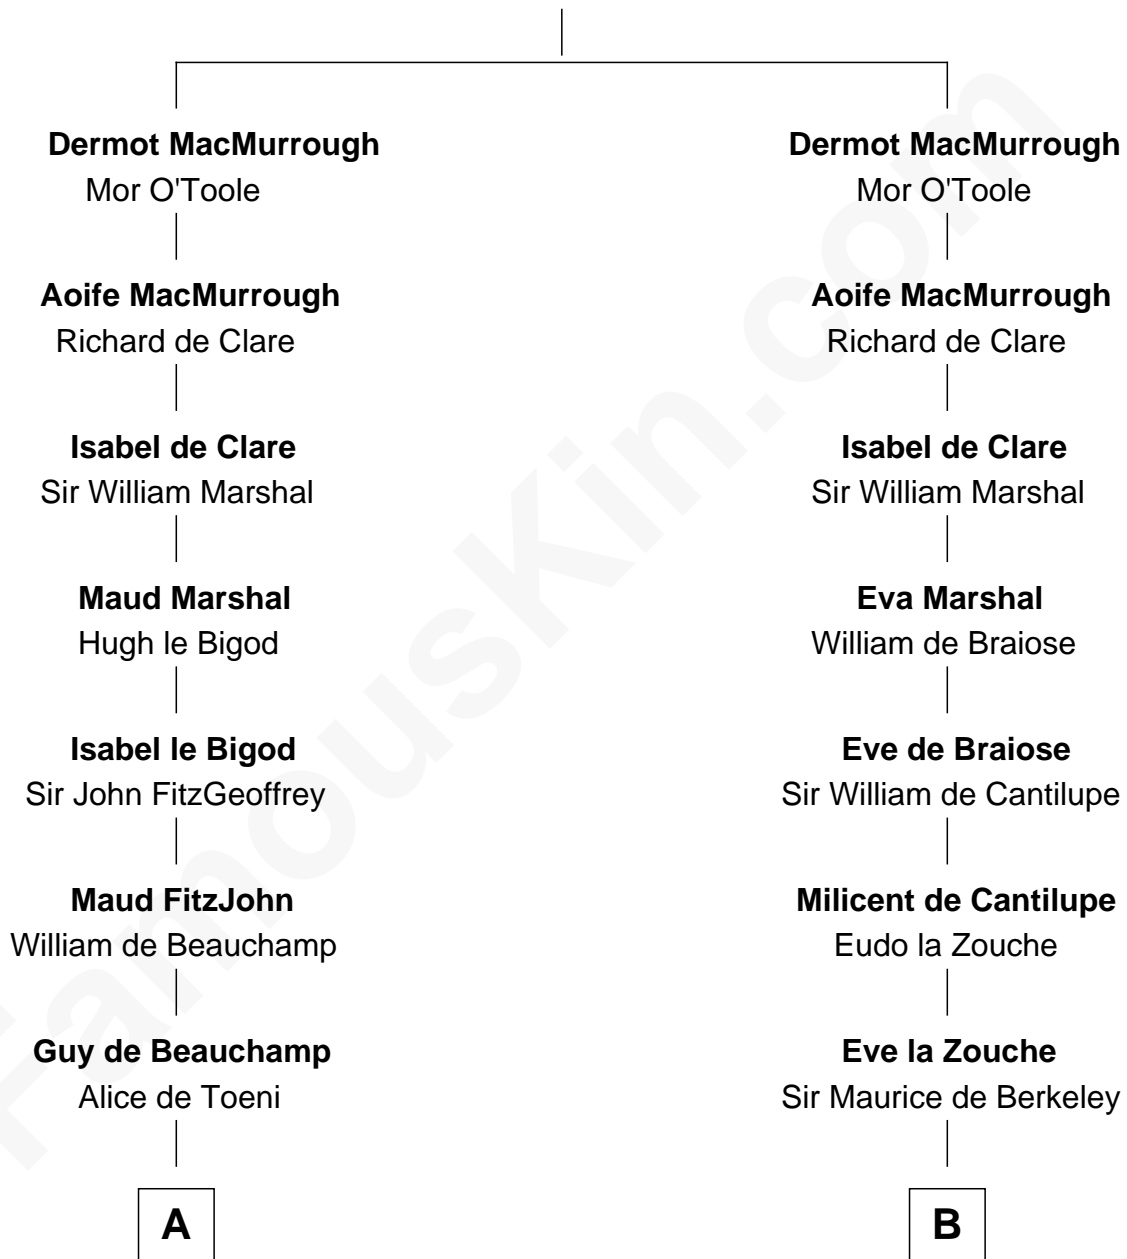 Dermot MacMurrough
Mor O'Toole
Aoife MacMurrough
Richard de Clare
Isabel de Clare
Sir William Marshal
Maud Marshal
Hugh le Bigod
Isabel le Bigod
Sir John FitzGeoffrey
Maud FitzJohn
William de Beauchamp
Guy de Beauchamp
Alice de Toeni
A
Dermot MacMurrough
Mor O'Toole
Aoife MacMurrough
Richard de Clare
Isabel de Clare
Sir William Marshal
Eva Marshal
William de Braiose
Eve de Braiose
Sir William de Cantilupe
Milicent de Cantilupe
Eudo la Zouche
Eve la Zouche
Sir Maurice de Berkeley
B
FamousKin.com